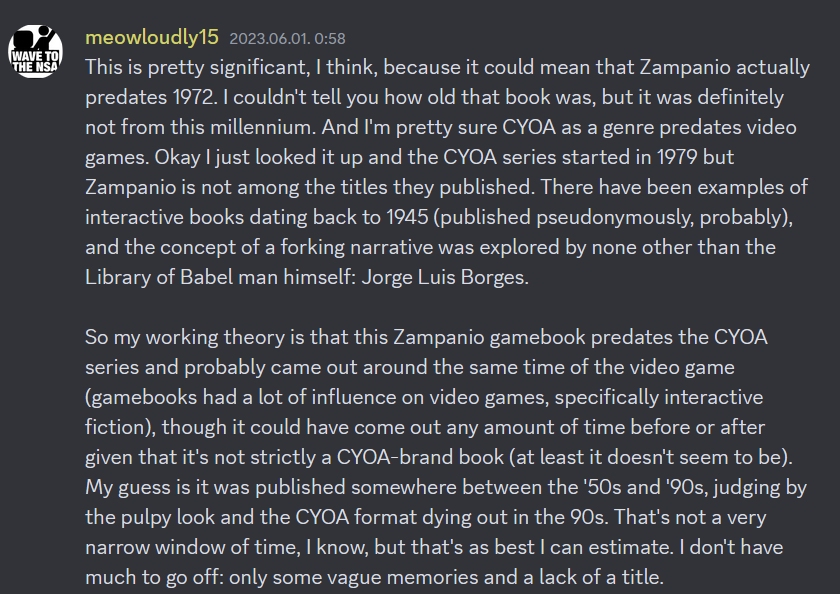 meowloudly15 2023.06.01. 0:58
WAVE TO
THE NSA
This is pretty significant, I think, because it could mean that Zampanio actually
predates 1972. I couldn't tell you how old that book was, but it was definitely
not from this millennium. And I'm pretty sure CYOA as a genre predates video
games. Okay I just looked it up and the CYOA series started in 1979 but
Zampanio is not among the titles they published. There have been examples of
interactive books dating back to 1945 (published pseudonymously, probably),
and the concept of a forking narrative was explored by none other than the
Library of Babel man himself: Jorge Luis Borges.
So my working theory is that this Zampanio gamebook predates the CYOA
series and probably came out around the same time of the video game
(gamebooks had a lot of influence on video games, specifically interactive
fiction), though it could have come out any amount of time before or after
given that it's not strictly a CYOA-brand book (at least it doesn't seem to be).
My guess is it was published somewhere between the '50s and '90s, judging by
the pulpy look and the CYOA format dying out in the 90s. That's not a very
narrow window of time, I know, but that's as best I can estimate. I don't have
much to go off: only some vague memories and a lack of a title.